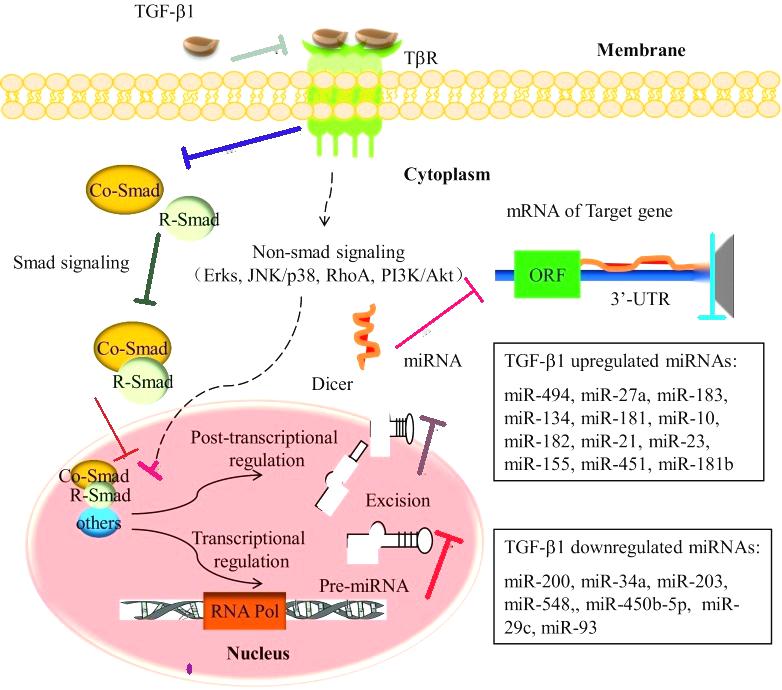 TGF-β1
TβR
Membrane
Cytoplasm
Co-Smad
R-Smad
mRNA of Target gene
Smad signaling
Non-smad signaling
（Erks, JNK/p38, RhoA, PI3K/Akt）
ORF
3’-UTR
Co-Smad
R-Smad
miRNA
Dicer
TGF-β1 upregulated miRNAs:
miR-494, miR-27a, miR-183,
miR-134, miR-181, miR-10,
miR-182, miR-21, miR-23,
miR-155, miR-451, miR-181b
Post-transcriptional
regulation
Co-Smad
R-Smad
others
Excision
Transcriptional
regulation
Pre-miRNA
RNA Pol
Nucleus
TGF-β1 downregulated miRNAs:
miR-200, miR-34a, miR-203,
miR-548,, miR-450b-5p, miR-
29c, miR-93